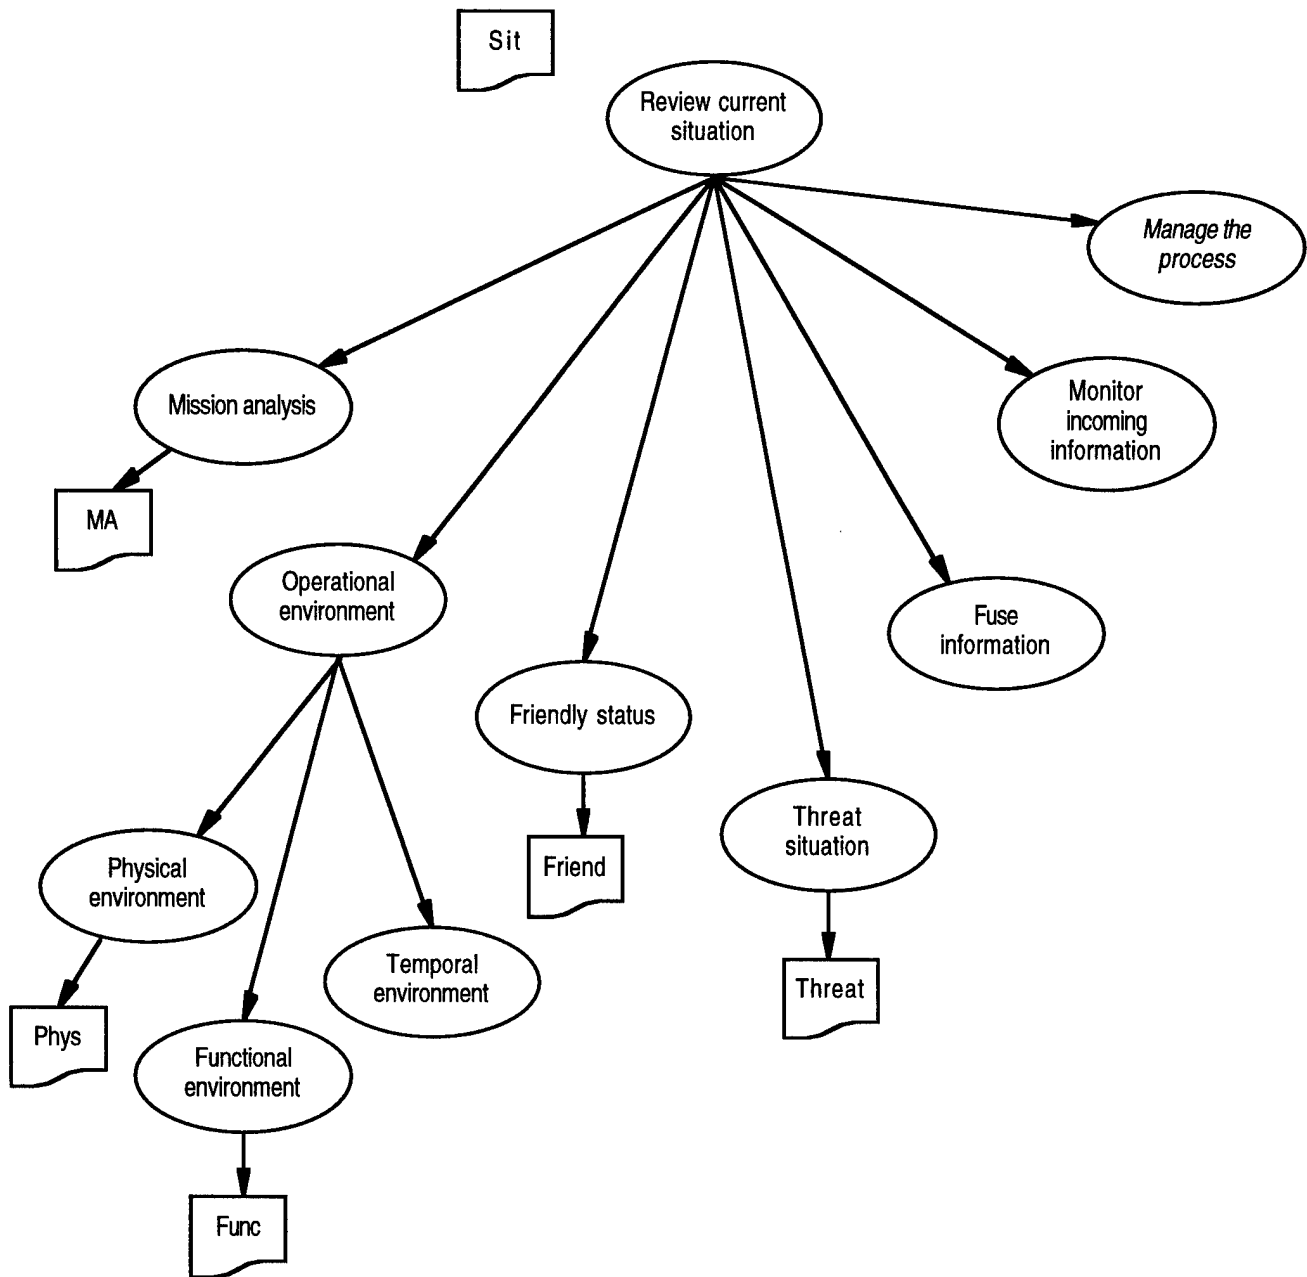 Sit
Review current
situation
Manage the
process
Mission analysis
Monitor
incoming
information
MA
Operational
environment
Fuse
information
Friendly status
Threat
situation
Physical
environment
Friend
Temporal
environment
Threat
Phys
Functional
environment
Func